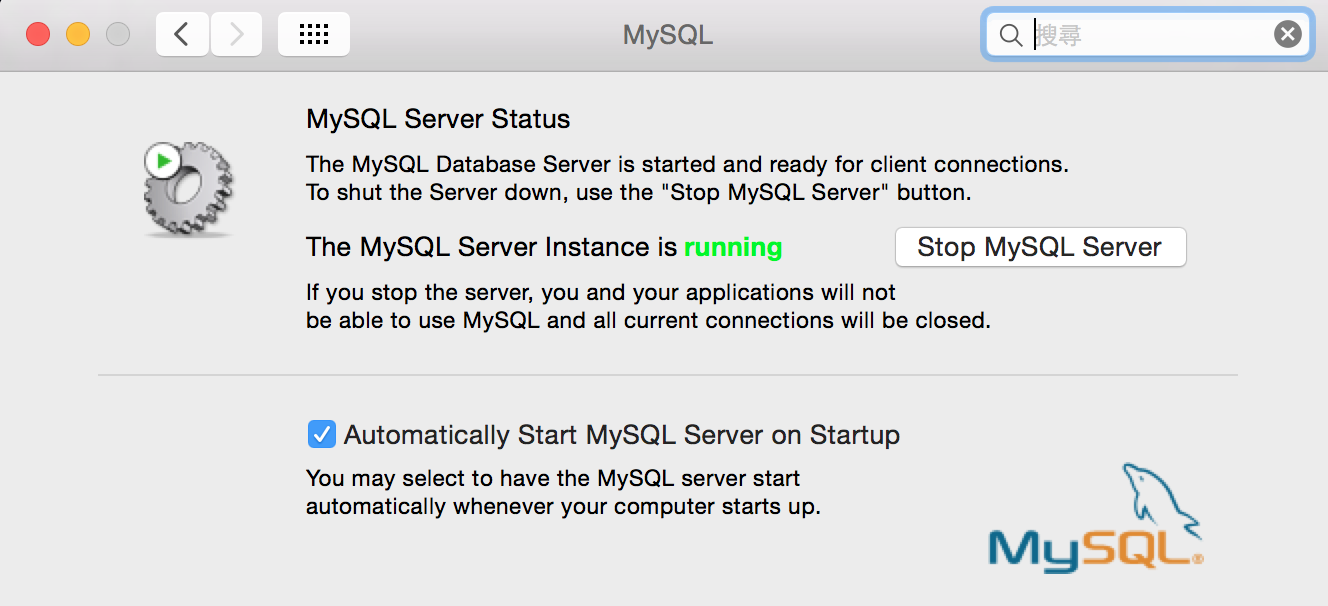 MySQL
搜尋
MySQL Server Status
The MySQL Database Server is started and ready for client connections.
To shut the Server down, use the "Stop MySQL Server" button.
The MySQL Server Instance is running
Stop MySQL Server
If you stop the server, you and your applications will not
be able to use MySQL and all current connections will be closed.
Automatically Start MySQL Server on Startup
You may select to have the MySQL server start
automatically whenever your computer starts up.
MySQL®